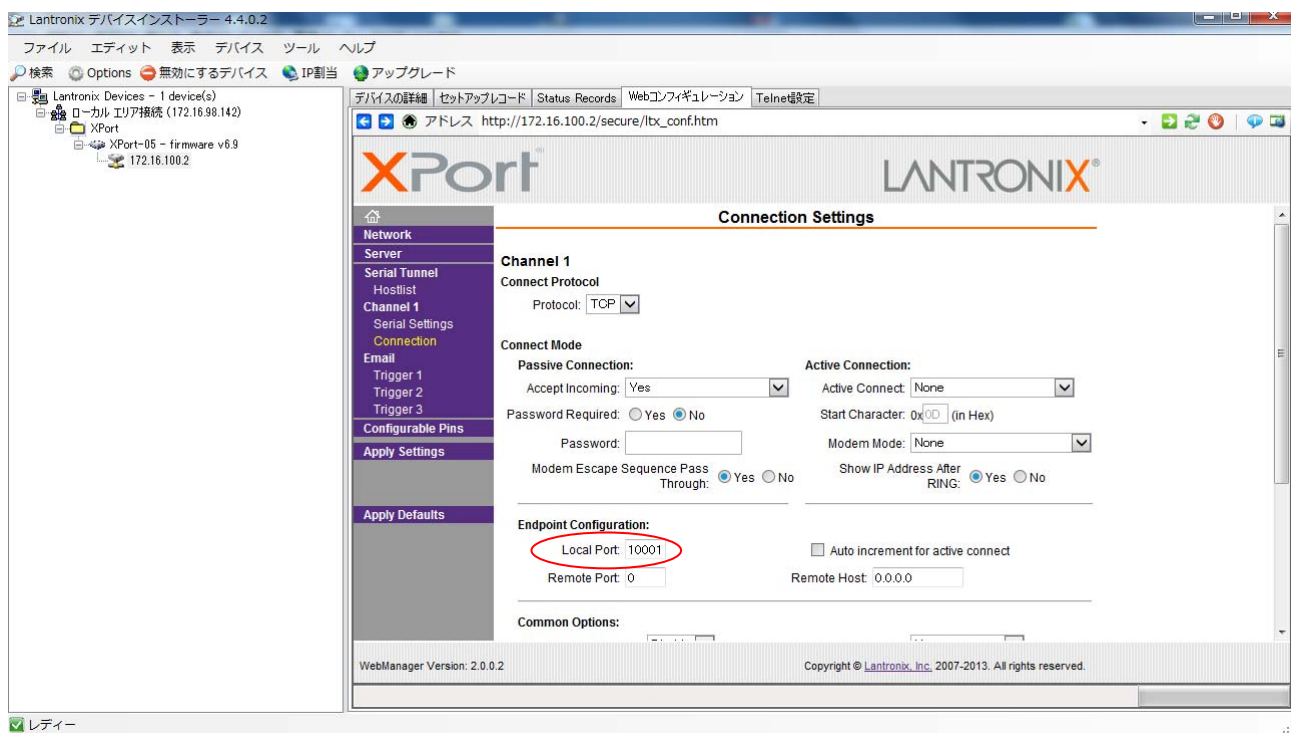 Lantronix デバイスインストーラー 4.4.0.2
ファイル エディット 表示 デバイス ツール ヘルプ
検索 Options 無効にするデバイス IP割当 アップグレード
Lantronix Devices - 1 device(s)
ローカル エリア接続 (172.16.98.142)
XPort
XPort-05 - firmware v6.9
172.16.100.2
デバイスの詳細 セットアップレコード Status Records Webコンフィギュレーション Telnet設定
アドレス http://172.16.100.2/secure/ltx_conf.htm
XPort®
LANTRONIX®
Network
Server
Serial Tunnel
Hostlist
Channel 1
Serial Settings
Connection
Email
Trigger 1
Trigger 2
Trigger 3
Configurable Pins
Apply Settings
Apply Defaults
Connection Settings
Channel 1
Connect Protocol
Protocol: TCP
Connect Mode
Passive Connection: Active Connection:
Accept Incoming: Yes Active Connect: None
Password Required: Yes No Start Character: 0x 0D (in Hex)
Password: Modem Mode: None
Modem Escape Sequence Pass Through: Yes No Show IP Address After RING: Yes No
Endpoint Configuration:
Local Port: 10001 Auto increment for active connect
Remote Port: 0 Remote Host: 0.0.0.0
Common Options:
WebManager Version: 2.0.0.2 Copyright © Lantronix, Inc. 2007-2013. All rights reserved.
レディー